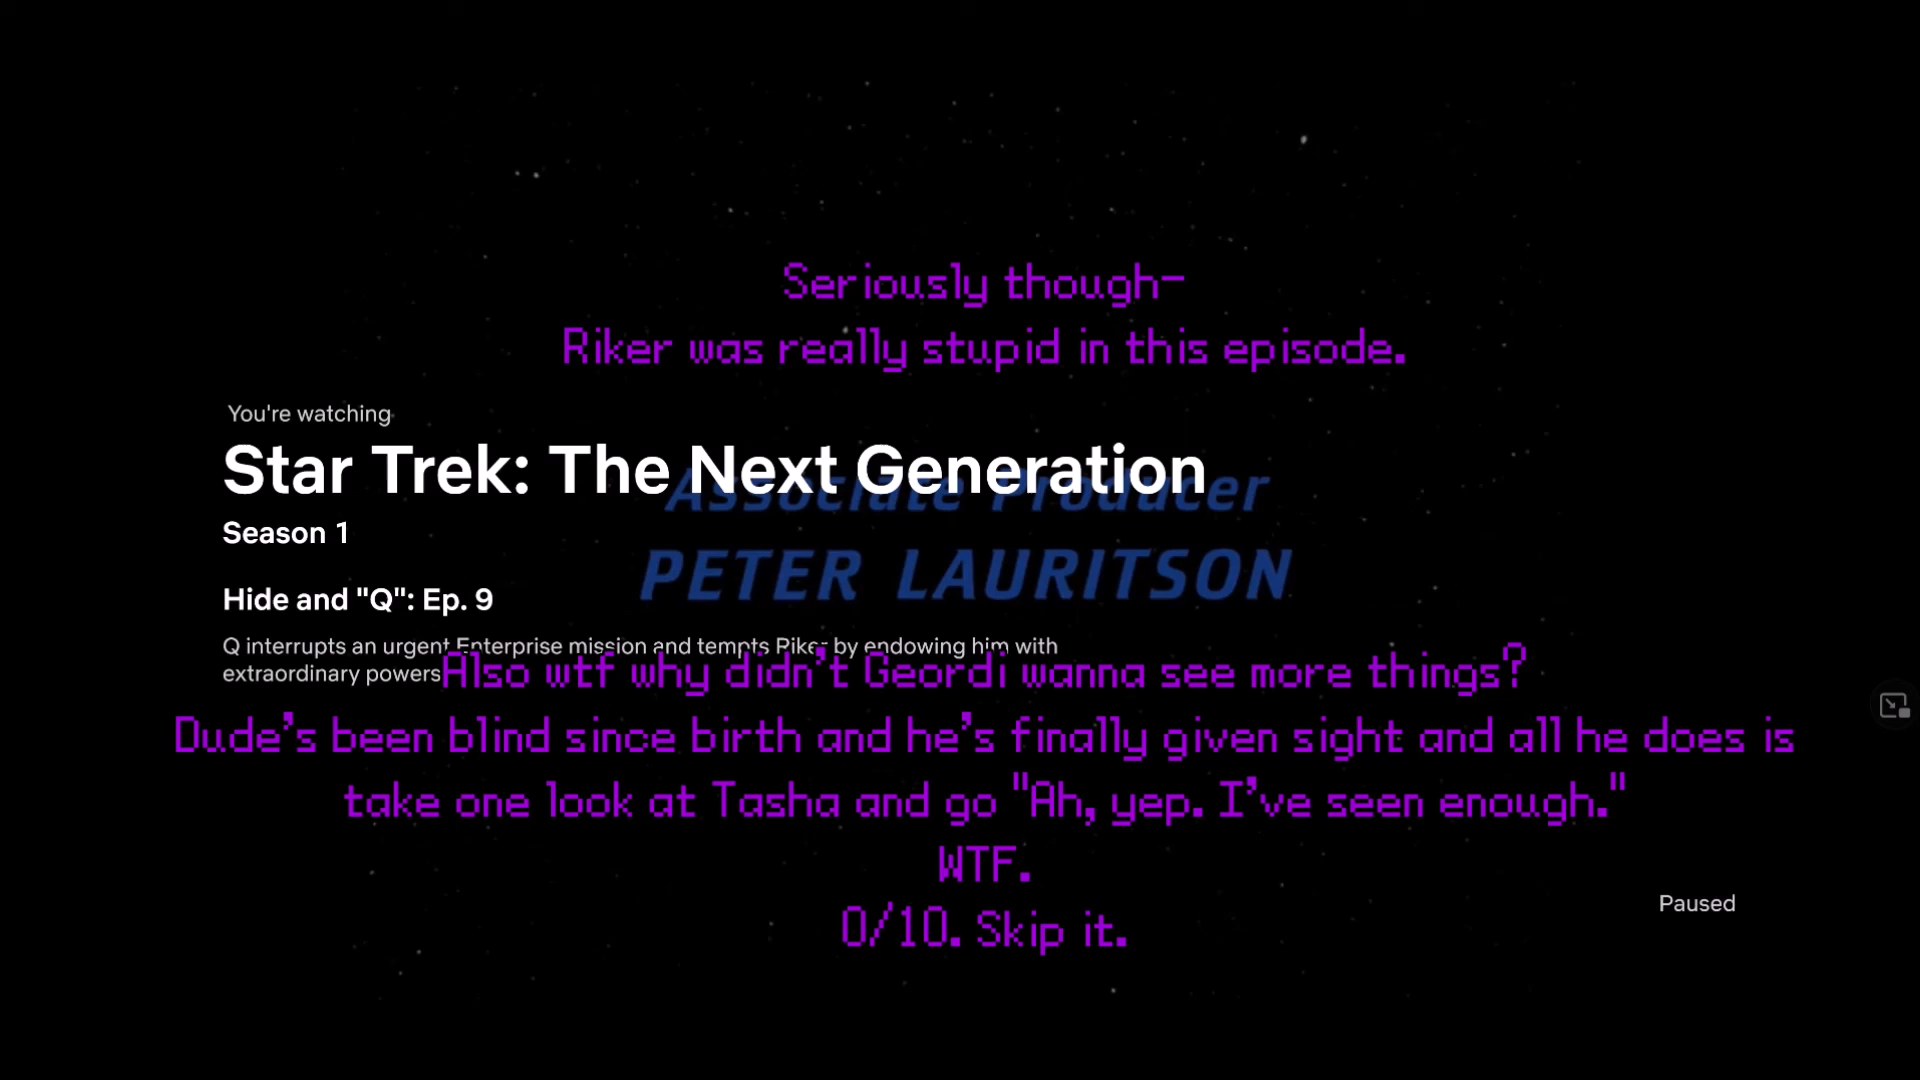 Seriously though-
Riker was really stupid in this episode.
You're watching
Star Trek: The Next Generation
Associate Producer
Season 1
PETER LAURITSON
Hide and "Q": Ep. 9
Q interrupts an urgent Enterprise mission and tempts Riker by endowing him with
extraordinary powers
Also wtf why didn't Geordi wanna see more things?
Dude's been blind since birth and he's finally given sight and all he does is
take one look at Tasha and go "Ah, yep. I've seen enough."
WTF.
Paused
0/10. Skip it.